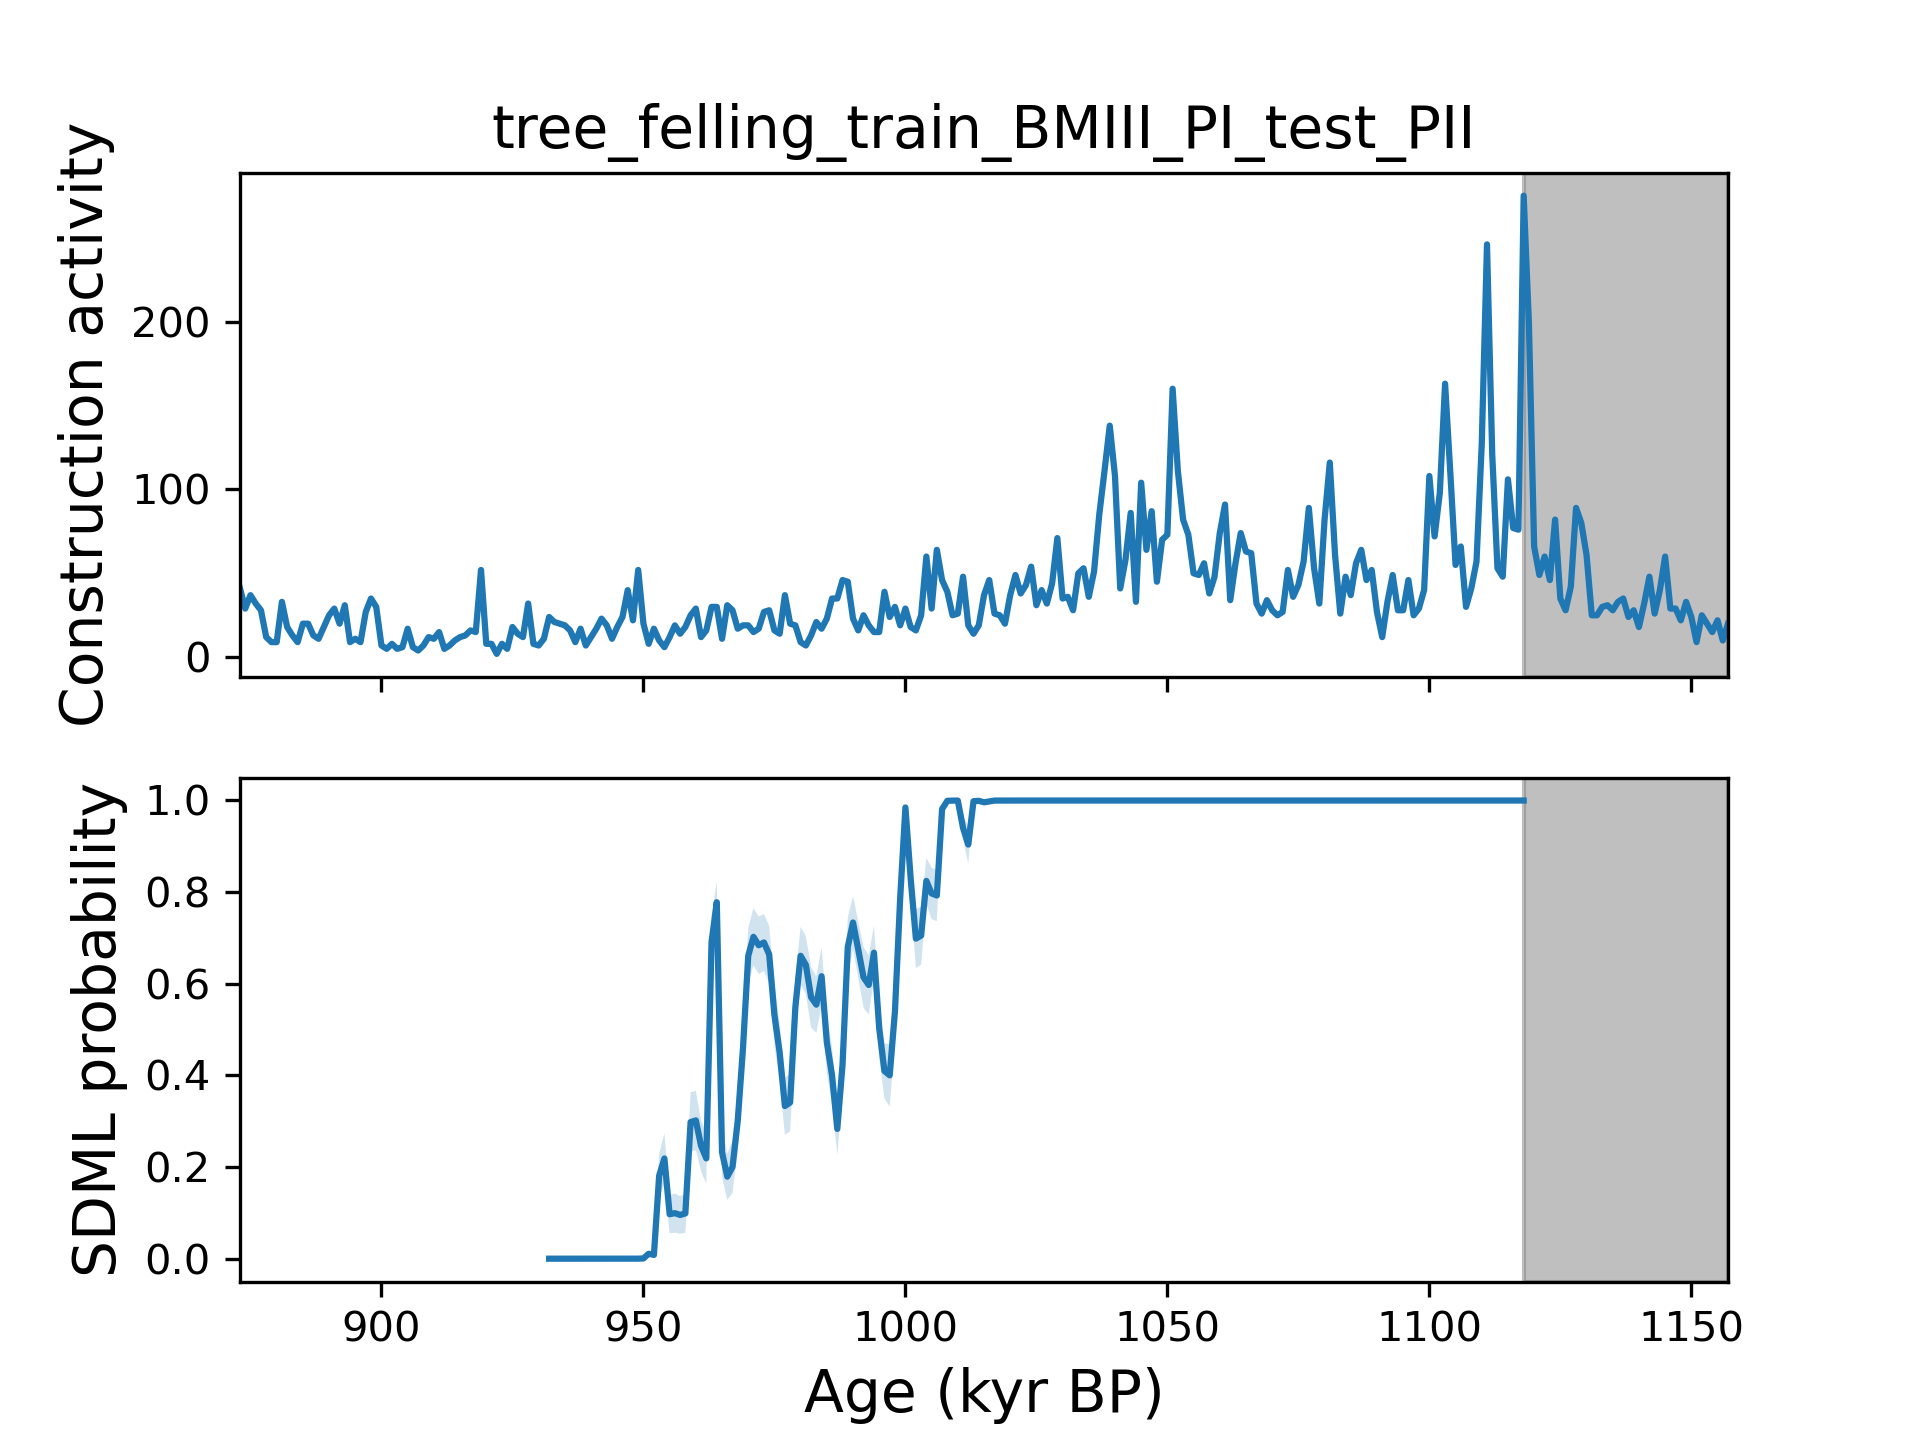 tree_felling_train_BMIII_PI_test_PII
Construction activity
200
100
0
SDML probability
1.0
0.8
0.6
0.4
0.2
0.0
900 950 1000 1050 1100 1150
Age (kyr BP)